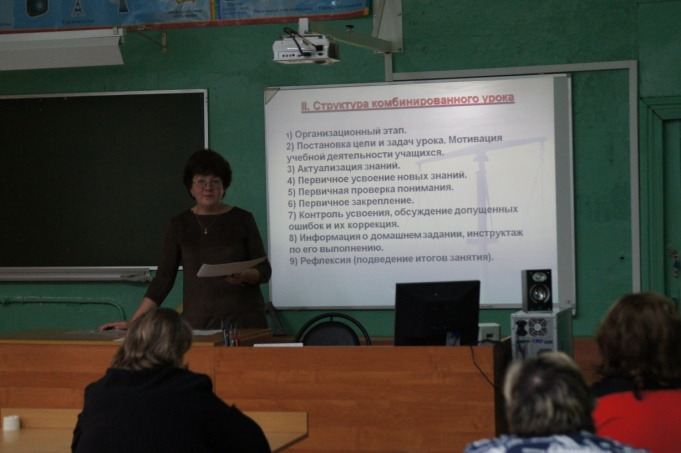 II. Структура комбинированного урока
1) Организационный этап.
2) Постановка цели и задач урока. Мотивация
учебной деятельности учащихся.
3) Актуализация знаний.
4) Первичное усвоение новых знаний.
5) Первичная проверка понимания.
6) Первичное закрепление.
7) Контроль усвоения, обсуждение допущенных
ошибок и их коррекция.
8) Информация о домашнем задании, инструктаж
по его выполнению.
9) Рефлексия (подведение итогов занятия).